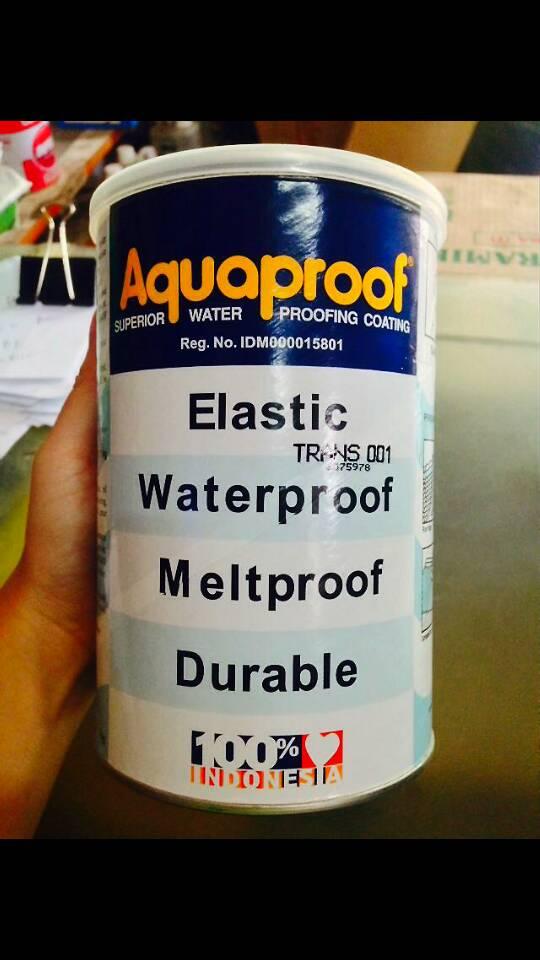 Aquaproof®
SUPERIOR WATER PROOFING COATING
Reg. No. IDM000015801
Elastic
TRANS 001
Waterproof
Meltproof
Durable
100%
INDONESIA